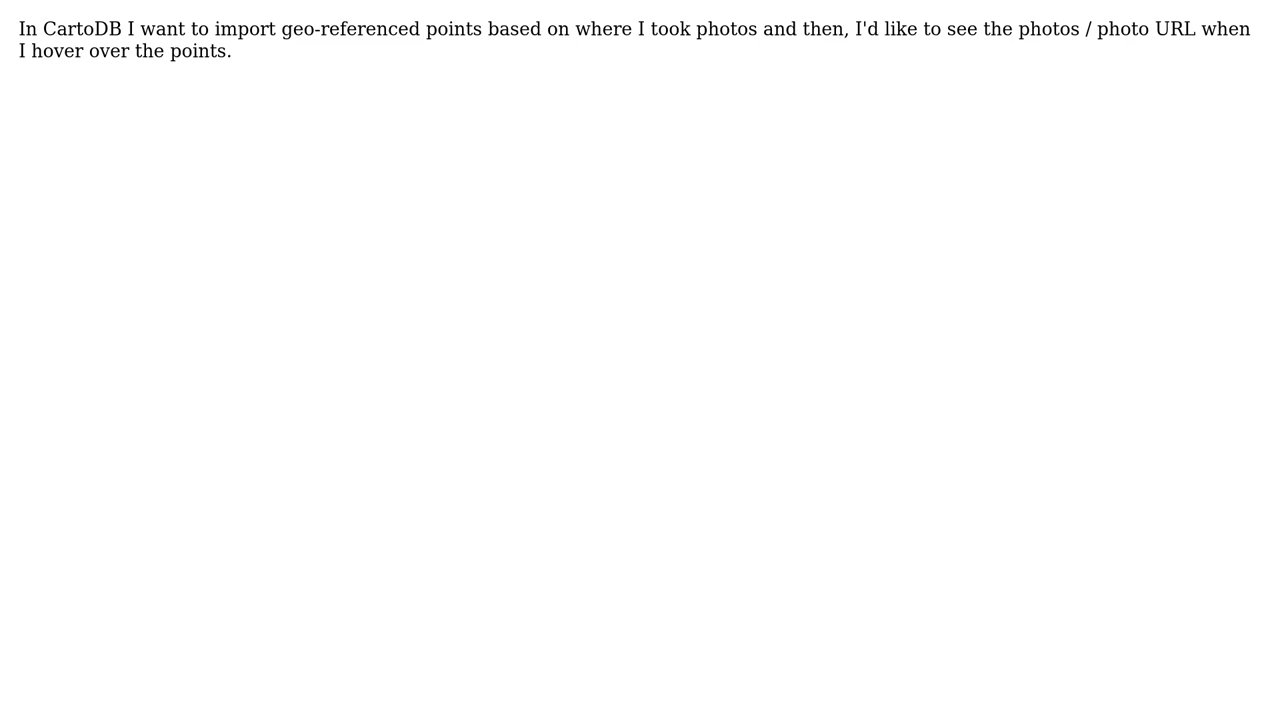 In CartoDB I want to import geo-referenced points based on where I took photos and then, I'd like to see the photos / photo URL when
I hover over the points.